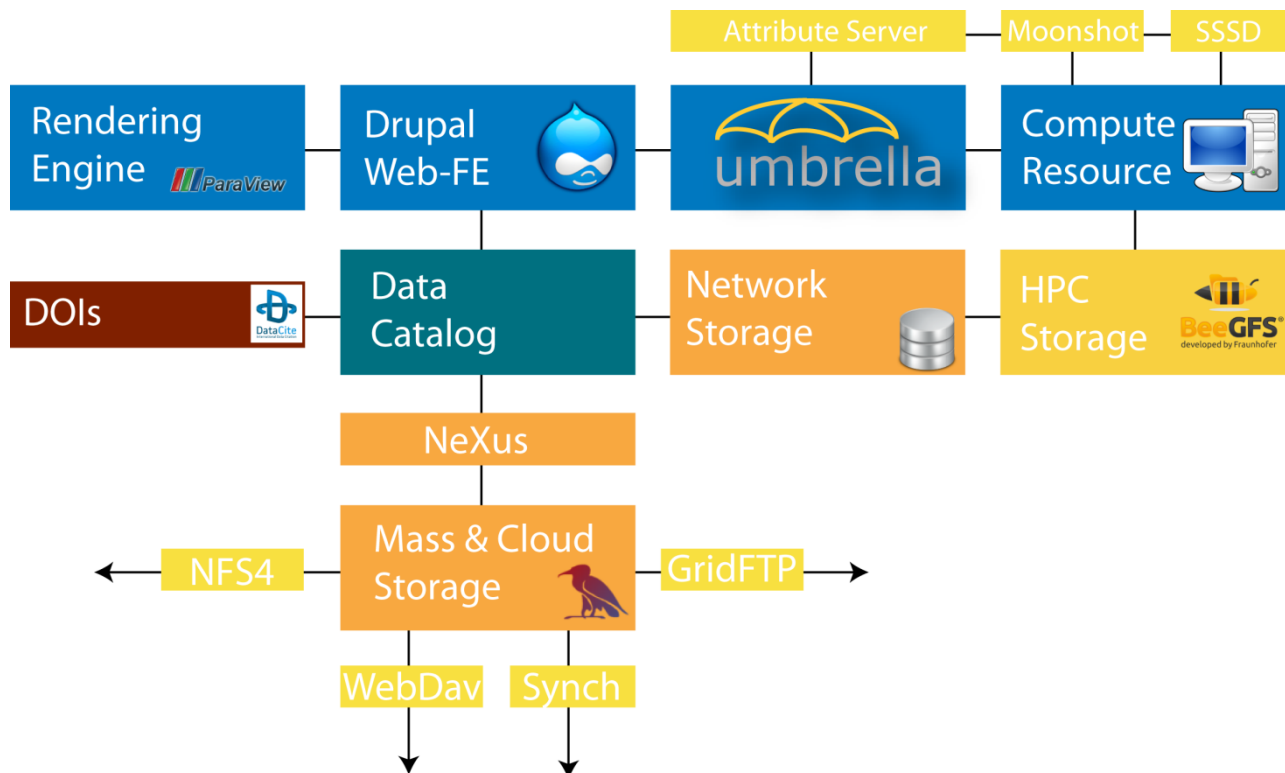 Attribute Server
Moonshot
SSSD
Rendering
Engine
ParaView
Drupal
Web-FE
umbrella
Compute
Resource
DOIs
DataCite
Data
Catalog
Network
Storage
HPC
Storage
BeeGFS®
developed by Fraunhofer
NeXus
Mass & Cloud
Storage
NFS4
GridFTP
WebDav
Synch